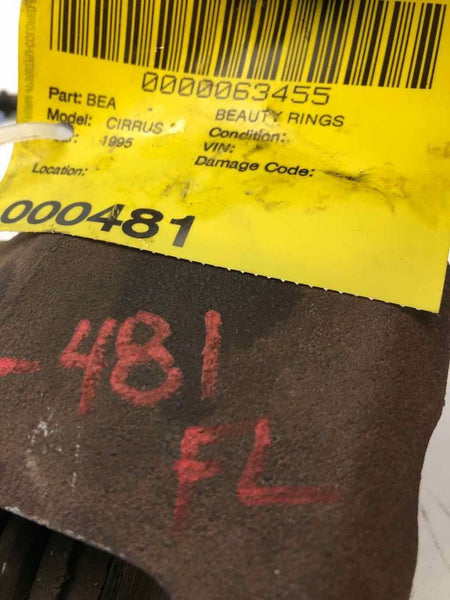 0000063455
Part: BEA BEAUTY RINGS
Model: CIRRUS Condition:
1995 VIN:
Damage Code:
Location:
000481
- 481
FL